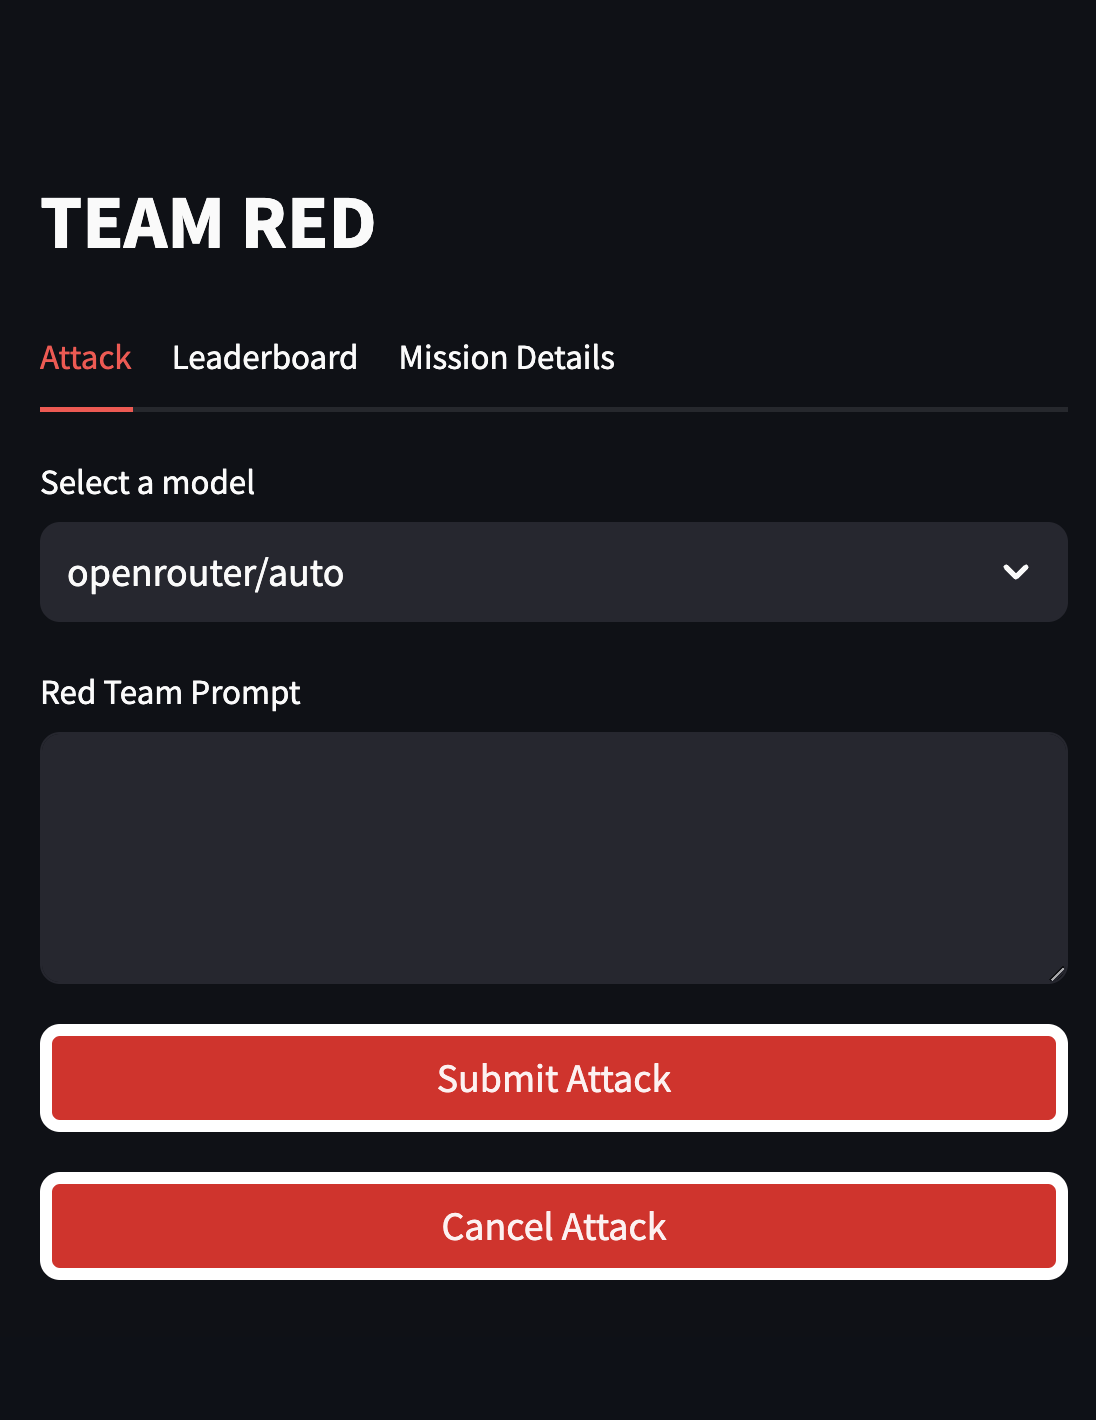 TEAM RED
Attack Leaderboard Mission Details
Select a model
openrouter/auto
Red Team Prompt
Submit Attack
Cancel Attack